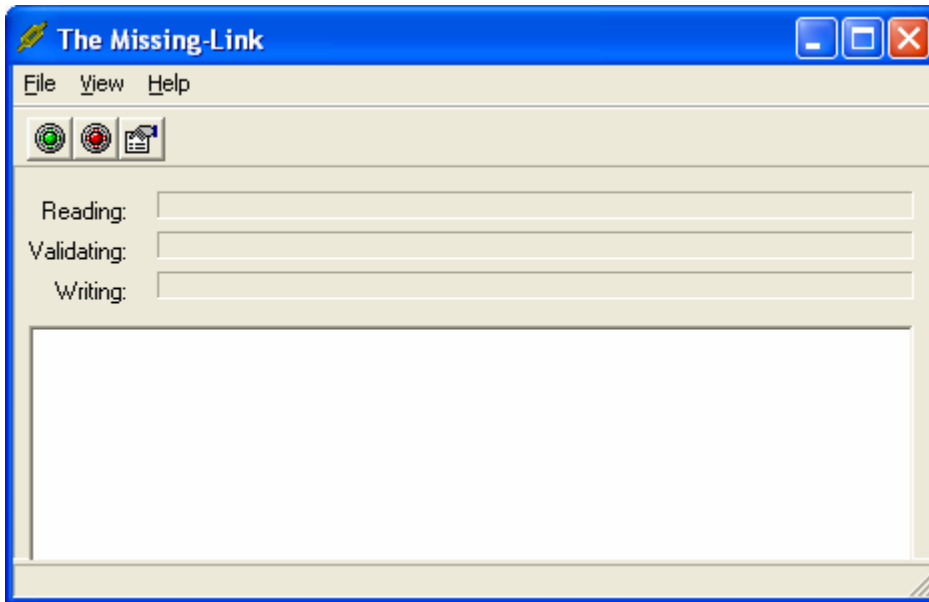 The Missing-Link
File View Help
Reading:
Validating:
Writing: